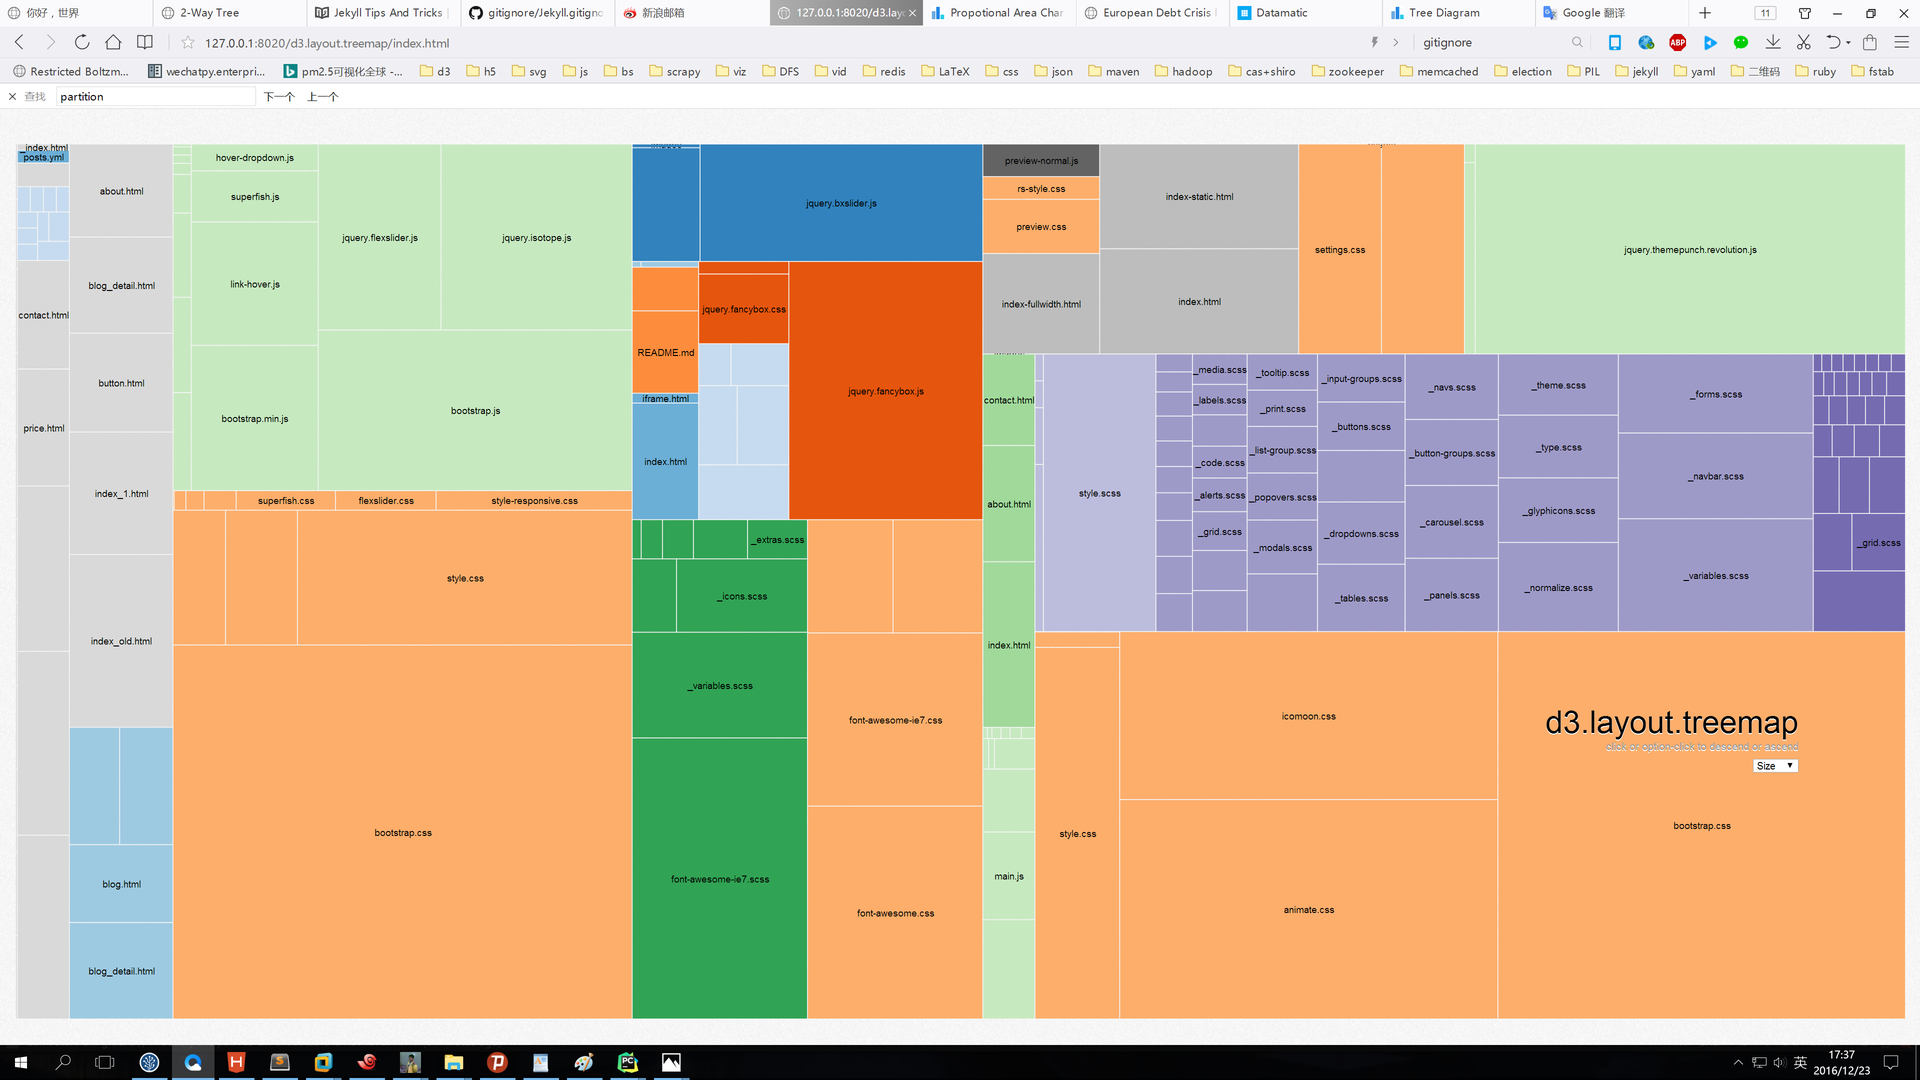 你好，世界
2-Way Tree
Jekyll Tips And Tricks
gitignore/Jekyll.gitigno
新浪邮箱
127.0.0.1:8020/d3.layo
Propotional Area Char
European Debt Crisis
Datamatic
Tree Diagram
Google 翻译
11
127.0.0.1:8020/d3.layout.treemap/index.html
gitignore
ABP
Restricted Boltzm...
wechatpy.enterpri...
pm2.5可视化全球 -...
d3
h5
svg
js
bs
scrapy
viz
DFS
vid
redis
LaTeX
css
json
maven
hadoop
cas+shiro
zookeeper
memcached
election
PIL
jekyll
yaml
二维码
ruby
fstab
查找
partition
下一个
上一个
_index.html
posts.yml
contact.html
price.html
about.html
blog_detail.html
button.html
index_1.html
index_old.html
blog.html
blog_detail.html
hover-dropdown.js
superfish.js
link-hover.js
bootstrap.min.js
jquery.flexslider.js
jquery.isotope.js
bootstrap.js
superfish.css
flexslider.css
style-responsive.css
style.css
bootstrap.css
jquery.bxslider.js
README.md
iframe.html
index.html
jquery.fancybox.css
jquery.fancybox.js
_extras.scss
_icons.scss
_variables.scss
font-awesome-ie7.scss
font-awesome-ie7.css
font-awesome.css
preview-normal.js
rs-style.css
preview.css
index-fullwidth.html
index-static.html
index.html
settings.css
jquery.themepunch.revolution.js
contact.html
about.html
index.html
main.js
style.scss
_media.scss
_labels.scss
_code.scss
_alerts.scss
_grid.scss
_tooltip.scss
_print.scss
_list-group.scss
_popovers.scss
_modals.scss
_input-groups.scss
_buttons.scss
_dropdowns.scss
_tables.scss
_navs.scss
_button-groups.scss
_carousel.scss
_panels.scss
_theme.scss
_type.scss
_glyphicons.scss
_normalize.scss
_forms.scss
_navbar.scss
_variables.scss
_grid.scss
style.css
icomoon.css
animate.css
bootstrap.css
d3.layout.treemap
click or option-click to descend or ascend
Size
英
17:37
2016/12/23